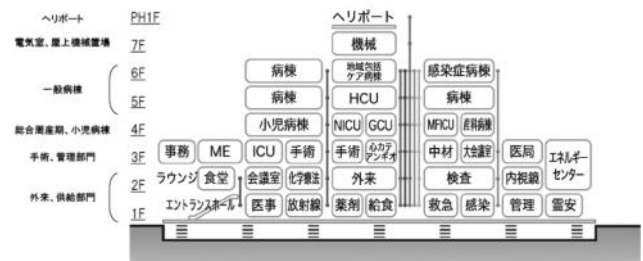 ヘリポート PH1F ヘリポート
電気室、屋上機械置場 7F 機械
6F 病棟 地域包括ケア病棟 感染症病棟
一般病棟
5F 病棟 HCU 病棟
総合周産期、小児病棟 4F 小児病棟 NICU GCU MFICU 産科病棟
手術、管理部門 3F 事務 ME ICU 手術 手術 心カテアンギオ 中材 大会議室 医局 エネルギーセンター
2F ラウンジ 食堂 会議室 化学療法 外来 検査 内視鏡
外来、供給部門
1F エントランスホール 医事 放射線 薬剤 給食 救急 感染 管理 霊安